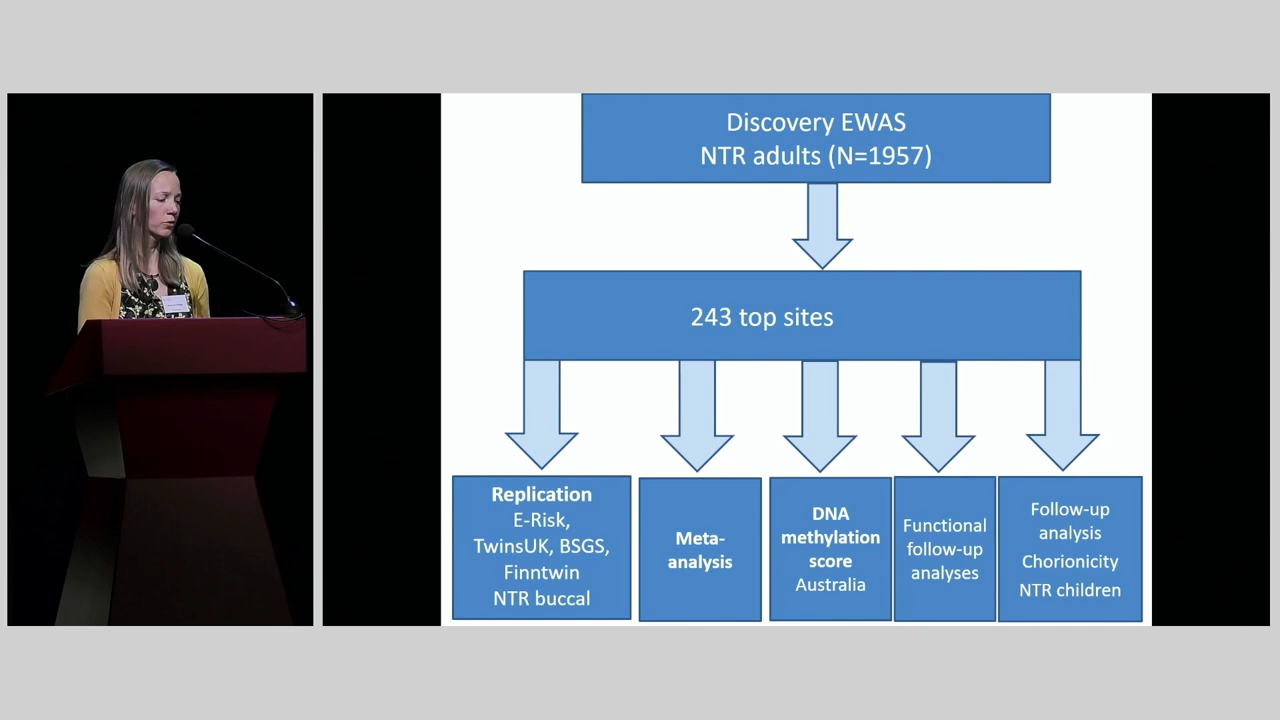 Discovery EWAS
NTR adults (N=1957)
243 top sites
Replication
E-Risk,
TwinsUK, BSGS,
Finntwin
NTR buccal
Meta-
analysis
DNA
methylation
score
Australia
Functional
follow-up
analyses
Follow-up
analysis
Chorionicity
NTR children